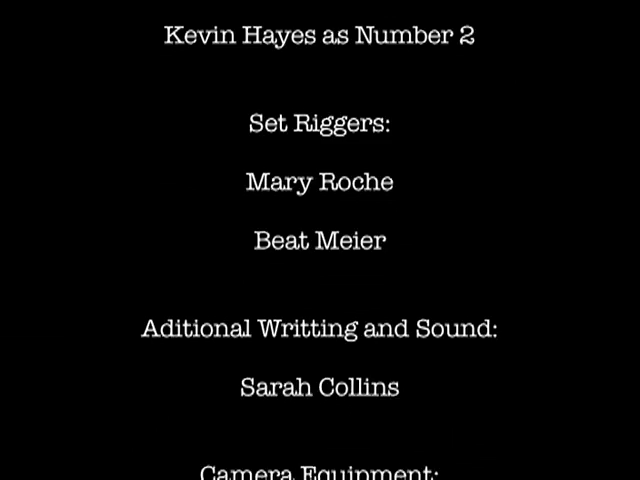 Kevin Hayes as Number 2
Set Riggers:
Mary Roche
Beat Meier
Aditional Writting and Sound:
Sarah Collins
Camera Equipment: